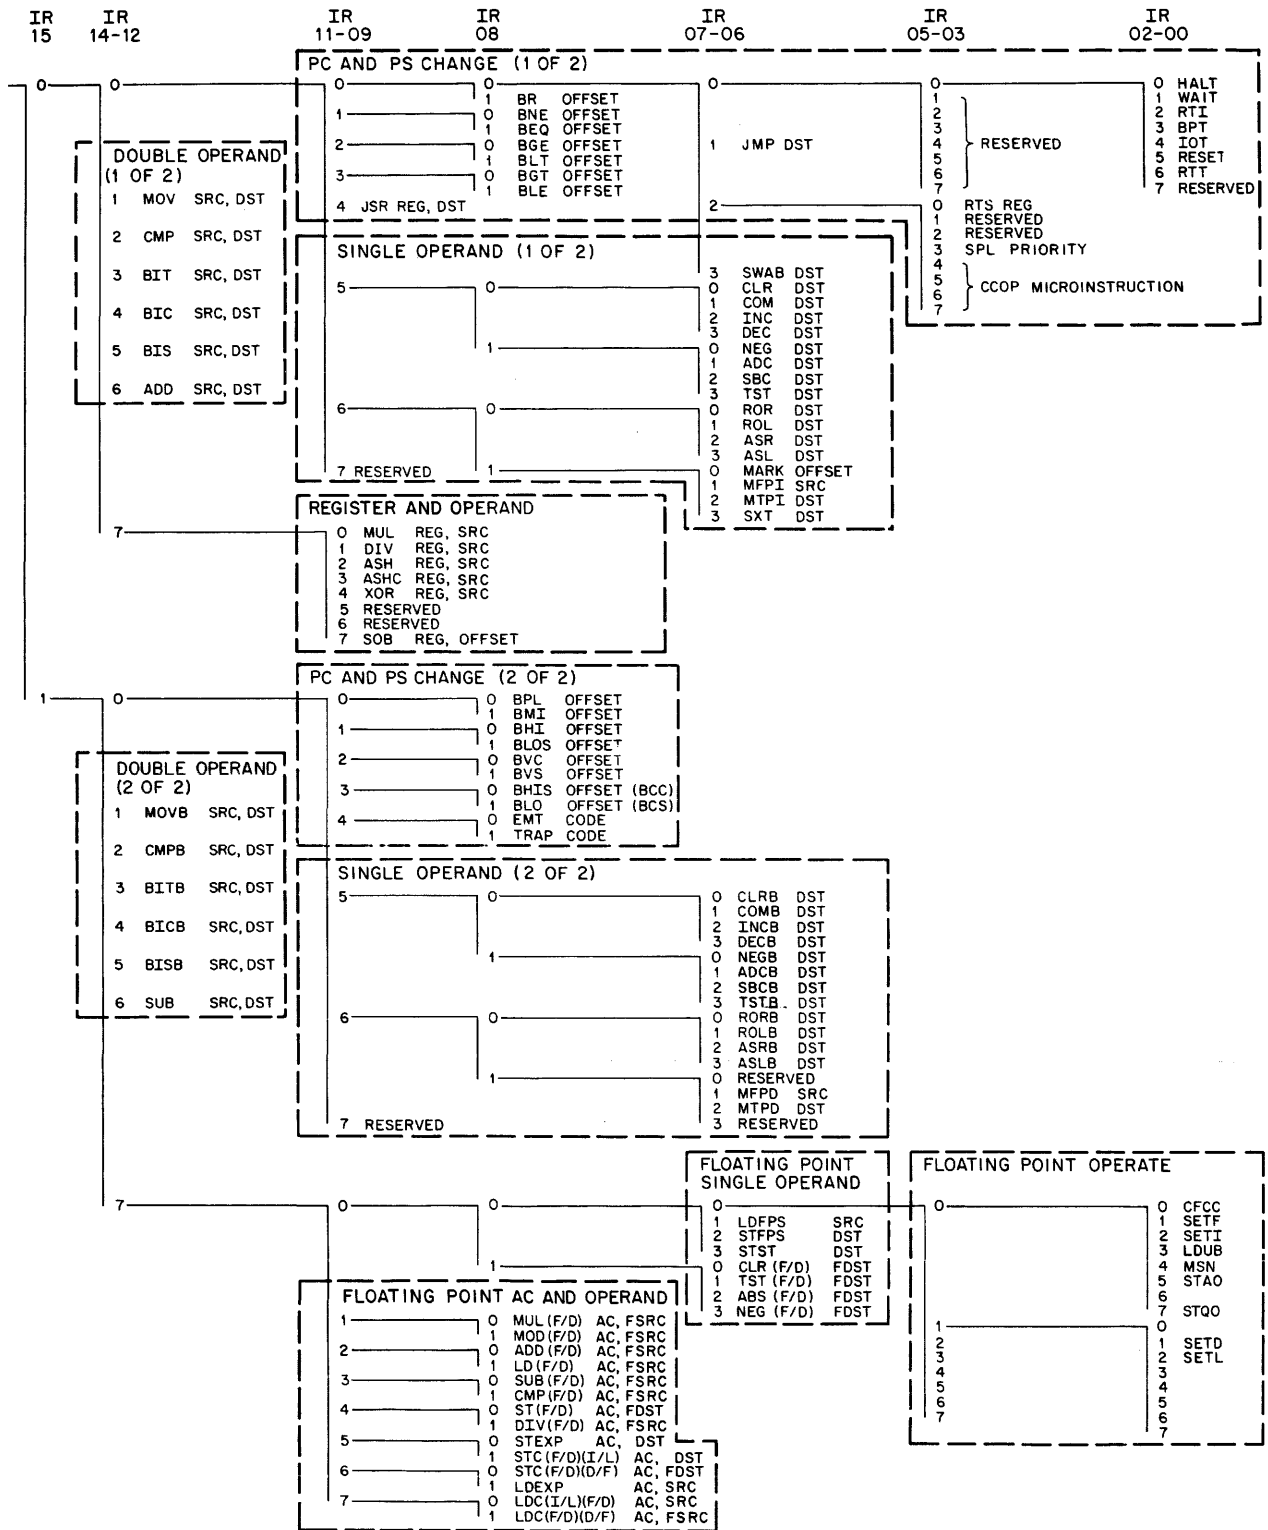 IR 15
IR 14-12
IR 11-09
IR 08
IR 07-06
IR 05-03
IR 02-00
PC AND PS CHANGE (1 OF 2)
0 0 0 0 0 0 0 HALT
1 BR OFFSET
1 0 BNE OFFSET
1 BEQ OFFSET
2 0 BGE OFFSET
1 BLT OFFSET
3 0 BGT OFFSET
1 BLE OFFSET
4 JSR REG, DST
1 JMP DST
2
1
2
3
4
5
6
7
RESERVED
1 WAIT
2 RTI
3 BPT
4 IOT
5 RESET
6 RTT
7 RESERVED
0 RTS REG
1 RESERVED
2 RESERVED
3 SPL PRIORITY
4
5
6
7
CCOP MICROINSTRUCTION
DOUBLE OPERAND
(1 OF 2)
1 MOV SRC, DST
2 CMP SRC, DST
3 BIT SRC, DST
4 BIC SRC, DST
5 BIS SRC, DST
6 ADD SRC, DST
SINGLE OPERAND (1 OF 2)
3 SWAB DST
5 0 0 CLR DST
1 COM DST
2 INC DST
3 DEC DST
1 0 NEG DST
1 ADC DST
2 SBC DST
3 TST DST
6 0 0 ROR DST
1 ROL DST
2 ASR DST
3 ASL DST
7 RESERVED 1 0 MARK OFFSET
1 MFPI SRC
2 MTPI DST
3 SXT DST
REGISTER AND OPERAND
7 0 MUL REG, SRC
1 DIV REG, SRC
2 ASH REG, SRC
3 ASHC REG, SRC
4 XOR REG, SRC
5 RESERVED
6 RESERVED
7 SOB REG, OFFSET
PC AND PS CHANGE (2 OF 2)
1 0 0 0 BPL OFFSET
1 BMI OFFSET
1 0 BHI OFFSET
1 BLOS OFFSET
2 0 BVC OFFSET
1 BVS OFFSET
3 0 BHIS OFFSET (BCC)
1 BLO OFFSET (BCS)
4 0 EMT CODE
1 TRAP CODE
DOUBLE OPERAND
(2 OF 2)
1 MOVB SRC, DST
2 CMPB SRC, DST
3 BITB SRC, DST
4 BICB SRC, DST
5 BISB SRC, DST
6 SUB SRC, DST
SINGLE OPERAND (2 OF 2)
5 0 0 CLRB DST
1 COMB DST
2 INCB DST
3 DECB DST
1 0 NEGB DST
1 ADCB DST
2 SBCB DST
3 TSTB DST
6 0 0 RORB DST
1 ROLB DST
2 ASRB DST
3 ASLB DST
1 0 RESERVED
1 MFPD SRC
2 MTPD DST
7 RESERVED 3 RESERVED
FLOATING POINT
SINGLE OPERAND
7 0 0 0
1 LDFPS SRC
2 STFPS DST
3 STST DST
1 0 CLR (F/D) FDST
1 TST (F/D) FDST
2 ABS (F/D) FDST
3 NEG (F/D) FDST
FLOATING POINT OPERATE
0 0 CFCC
1 SETF
2 SETI
3 LDUB
4 MSN
5 STAO
6
7 STQO
1 0
2 1 SETD
3 2 SETL
4 3
5 4
6 5
7 6
7
FLOATING POINT AC AND OPERAND
1 0 MUL(F/D) AC, FSRC
1 MOD(F/D) AC, FSRC
2 0 ADD(F/D) AC, FSRC
1 LD(F/D) AC, FSRC
3 0 SUB(F/D) AC, FSRC
1 CMP(F/D) AC, FSRC
4 0 ST(F/D) AC, FDST
1 DIV(F/D) AC, FSRC
5 0 STEXP AC, DST
1 STC(F/D)(I/L) AC, DST
6 0 STC(F/D)(D/F) AC, FDST
1 LDEXP AC, SRC
7 0 LDC(I/L)(F/D) AC, SRC
1 LDC(F/D)(D/F) AC, FSRC